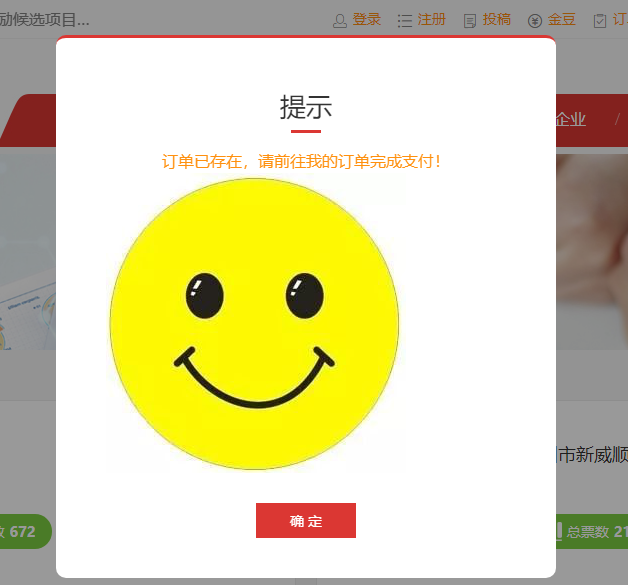 励候选项目...
登录 注册 投稿 金豆 订
企业 /
提示
订单已存在，请前往我的订单完成支付！
市新威顺
672
总票数 21
确 定